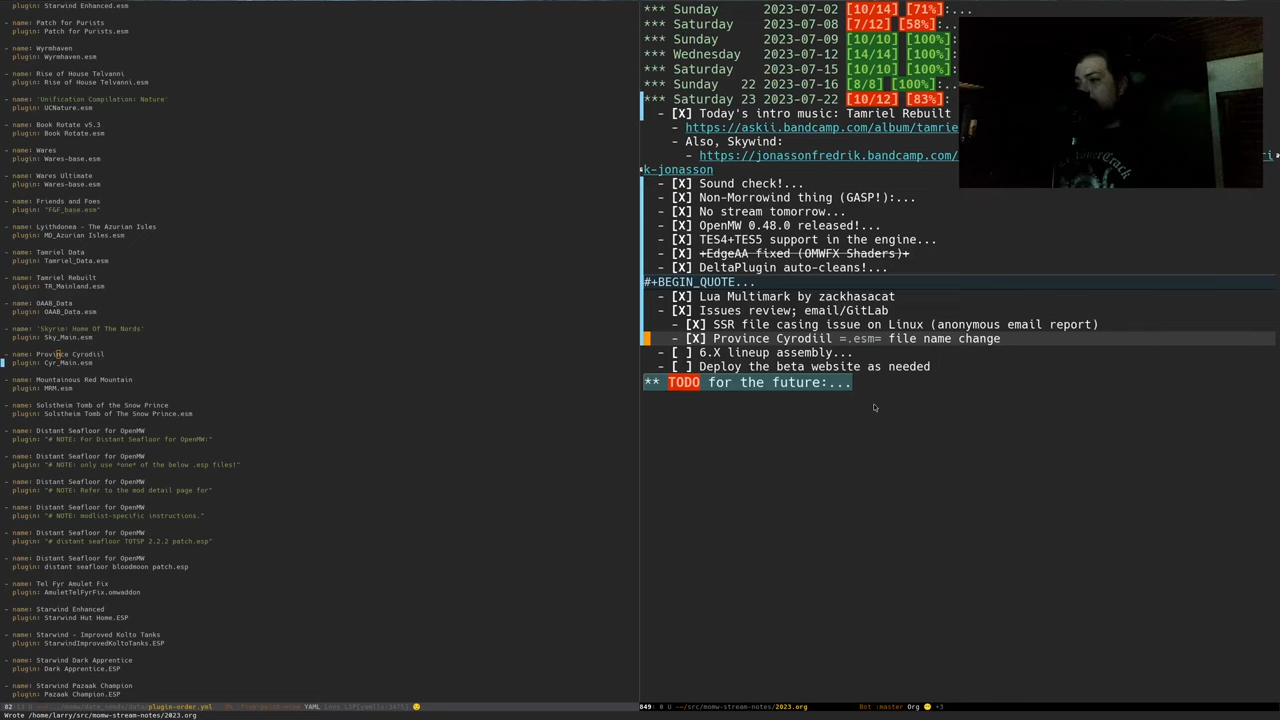 plugin: Starwind Enhanced.esm
- name: Patch for Purists
plugin: Patch for Purists.esm
- name: Wyrmhaven
plugin: Wyrmhaven.esm
- name: Rise of House Telvanni
plugin: Rise of House Telvanni.esm
- name: 'Unification Compilation: Nature'
plugin: UCNature.esm
- name: Book Rotate v5.3
plugin: Book Rotate.esm
- name: Wares
plugin: Wares-base.esm
- name: Wares Ultimate
plugin: Wares-base.esm
- name: Friends and Foes
plugin: "F&F_base.esm"
- name: Lyithdonea - The Azurian Isles
plugin: MD_Azurian Isles.esm
- name: Tamriel Data
plugin: Tamriel_Data.esm
- name: Tamriel Rebuilt
plugin: TR_Mainland.esm
- name: OAAB_Data
plugin: OAAB_Data.esm
- name: 'Skyrim: Home Of The Nords'
plugin: Sky_Main.esm
- name: Province Cyrodiil
plugin: Cyr_Main.esm
- name: Mountainous Red Mountain
plugin: MRM.esm
- name: Solstheim Tomb of the Snow Prince
plugin: Solstheim Tomb of The Snow Prince.esm
- name: Distant Seafloor for OpenMW
plugin: "# NOTE: For Distant Seafloor for OpenMW:"
- name: Distant Seafloor for OpenMW
plugin: "# NOTE: only use *one* of the below .esp files!"
- name: Distant Seafloor for OpenMW
plugin: "# NOTE: Refer to the mod detail page for"
- name: Distant Seafloor for OpenMW
plugin: "# NOTE: modlist-specific instructions."
- name: Distant Seafloor for OpenMW
plugin: "# distant seafloor TOTSP 2.2.2 patch.esp"
- name: Distant Seafloor for OpenMW
plugin: distant seafloor bloodmoon patch.esp
- name: Tel Fyr Amulet Fix
plugin: AmuletTelFyrFix.omwaddon
- name: Starwind Enhanced
plugin: Starwind Hut Home.ESP
- name: Starwind - Improved Kolto Tanks
plugin: StarwindImprovedKoltoTanks.ESP
- name: Starwind Dark Apprentice
plugin: Dark Apprentice.ESP
- name: Starwind Pazaak Champion
plugin: Pazaak Champion.ESP
plugin-order.yml
YAML
Wrote /home/larry/src/momw-stream-notes/2023.org
*** Sunday 2023-07-02 [10/14] [71%]:...
*** Saturday 2023-07-08 [7/12] [58%]:...
*** Sunday 2023-07-09 [10/10] [100%]:
*** Wednesday 2023-07-12 [14/14] [100%]:
*** Saturday 2023-07-15 [10/10] [100%]:
*** Sunday 22 2023-07-16 [8/8] [100%]:..
*** Saturday 23 2023-07-22 [10/12] [83%]:
- [X] Today's intro music: Tamriel Rebuilt
- https://askii.bandcamp.com/album/tamrie
- Also, Skywind:
- https://jonassonfredrik.bandcamp.com/ ri
k-jonasson
- [X] Sound check!...
- [X] Non-Morrowind thing (GASP!):...
- [X] No stream tomorrow...
- [X] OpenMW 0.48.0 released!...
- [X] TES4+TES5 support in the engine...
- [X] +EdgeAA fixed (OMWFX Shaders)+
- [X] DeltaPlugin auto-cleans!...
#+BEGIN_QUOTE...
- [X] Lua Multimark by zackhasacat
- [X] Issues review; email/GitLab
- [X] SSR file casing issue on Linux (anonymous email report)
- [X] Province Cyrodiil =.esm= file name change
- [ ] 6.X lineup assembly...
- [ ] Deploy the beta website as needed
** TODO for the future:...
849: 0 U ~/src/momw-stream-notes/2023.org Bot :master Org +3